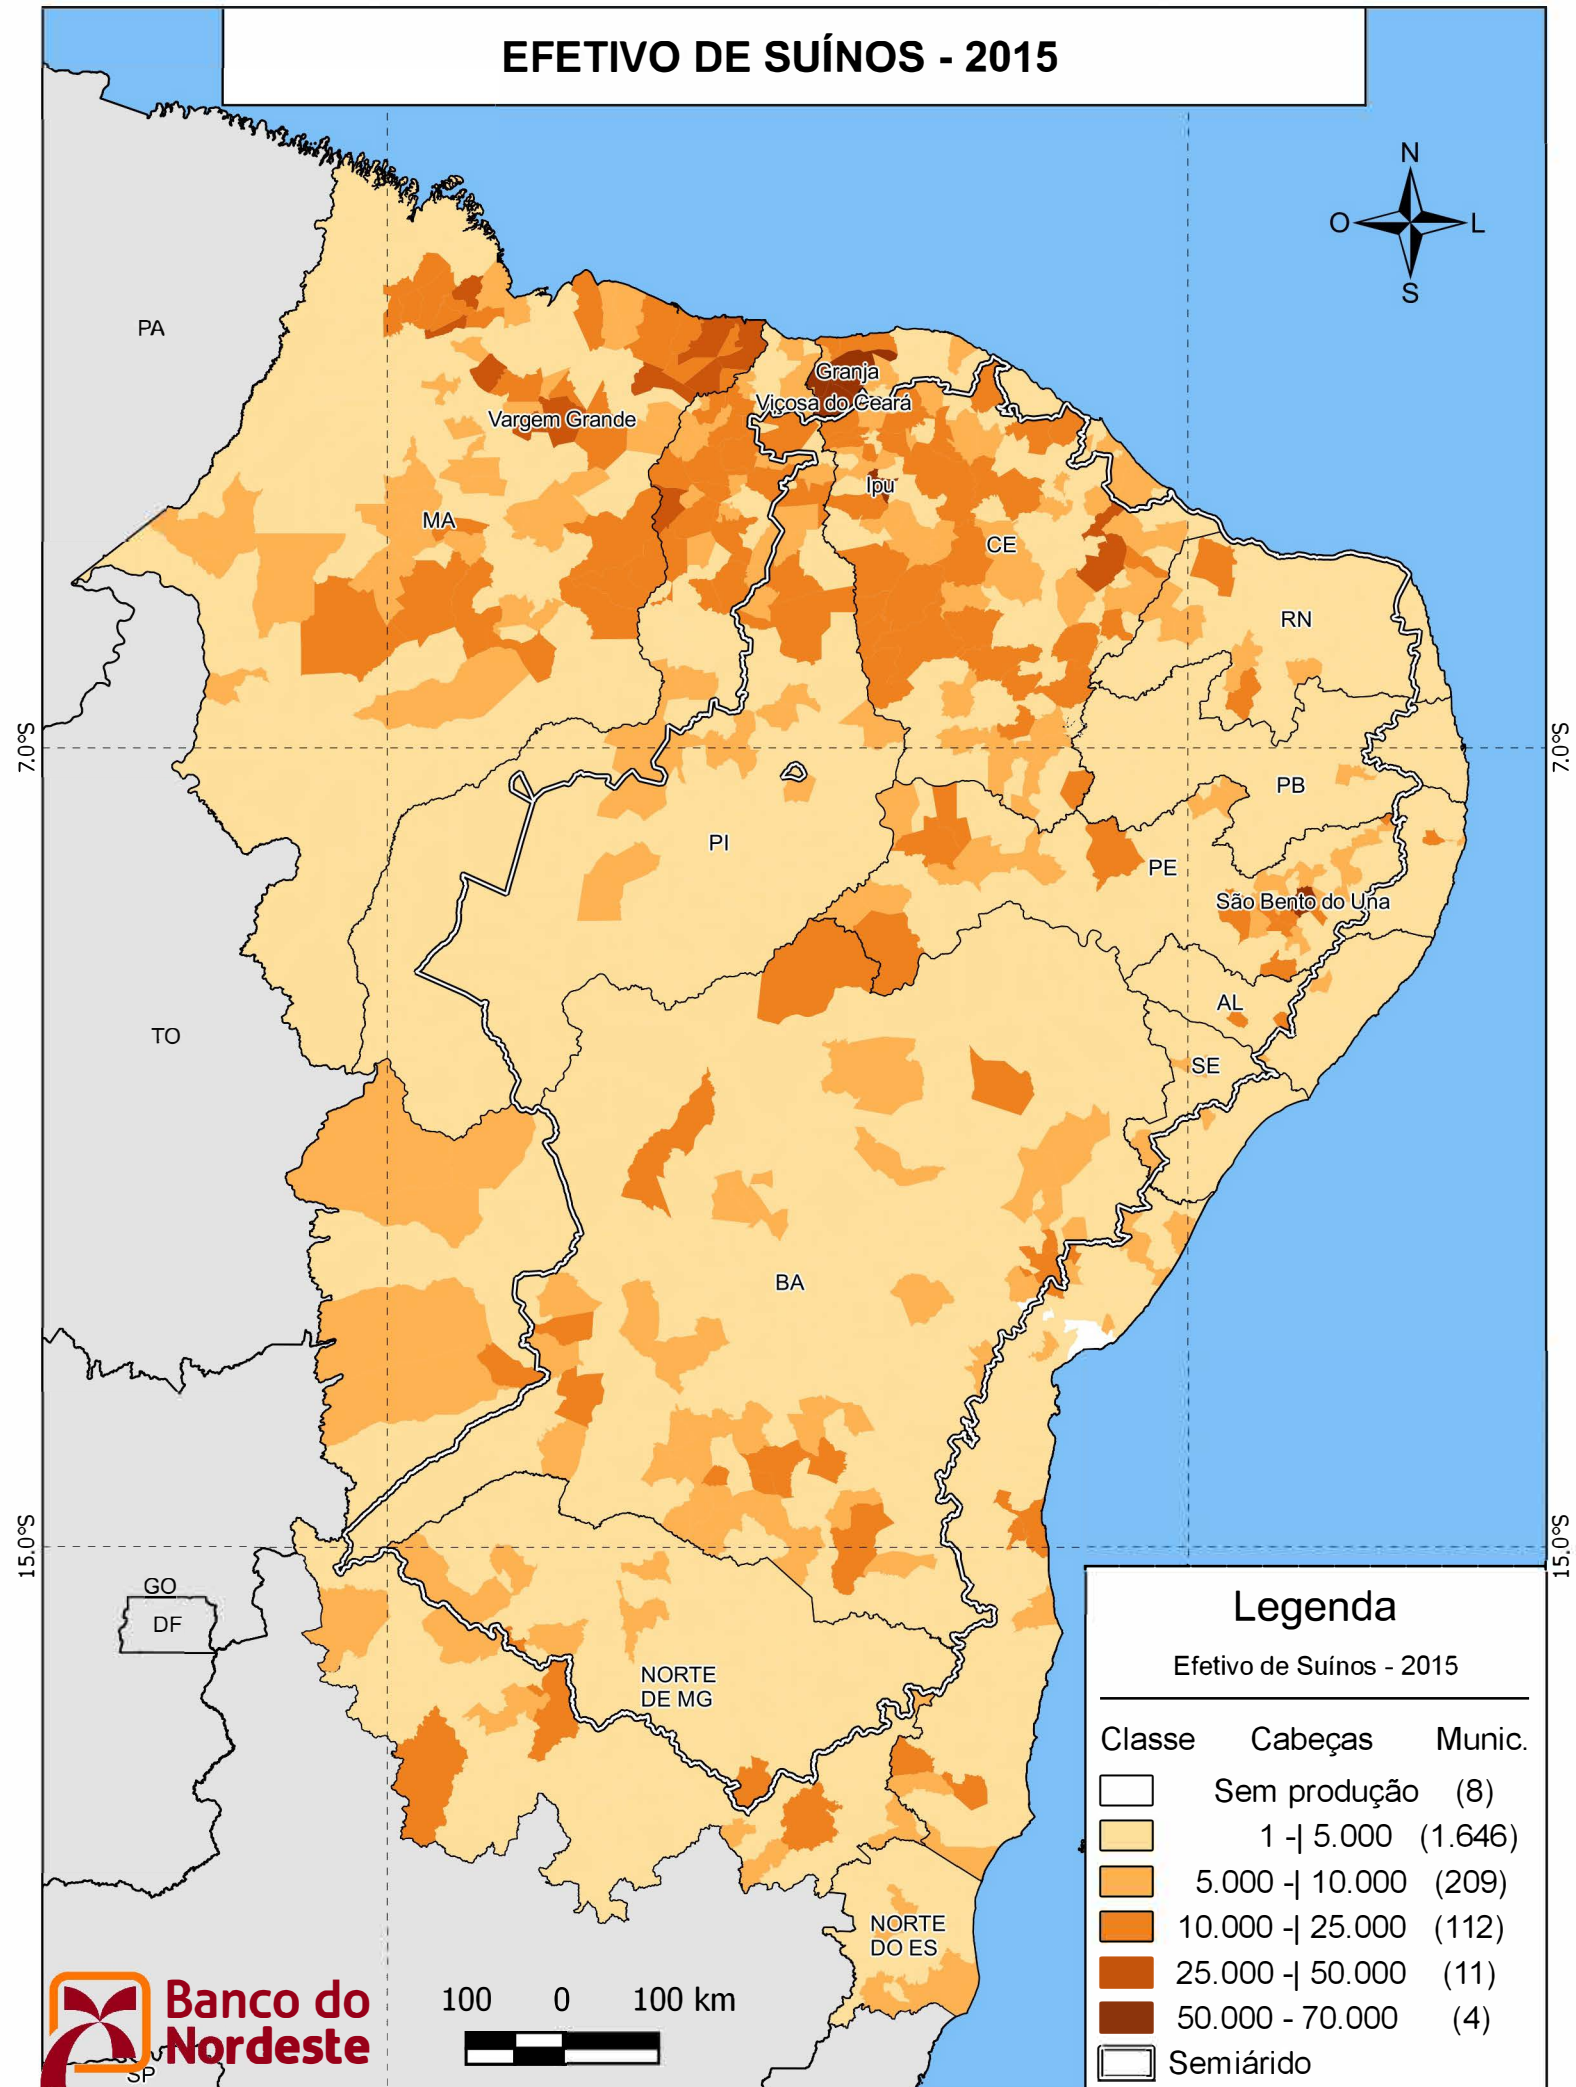 EFETIVO DE SUÍNOS - 2015
N
O
L
S
PA
Granja
Viçosa do Ceará
Vargem Grande
Ipu
MA
CE
RN
7.0°S
7.0°S
PB
PI
PE
São Bento do Una
AL
TO
SE
BA
15.0°S
15.0°S
GO
DF
NORTE
DE MG
NORTE
DO ES
SP
Banco do
Nordeste
100 0 100 km
Legenda
Efetivo de Suínos - 2015
Classe Cabeças Munic.
Sem produção (8)
1 -| 5.000 (1.646)
5.000 -| 10.000 (209)
10.000 -| 25.000 (112)
25.000 -| 50.000 (11)
50.000 - 70.000 (4)
Semiárido